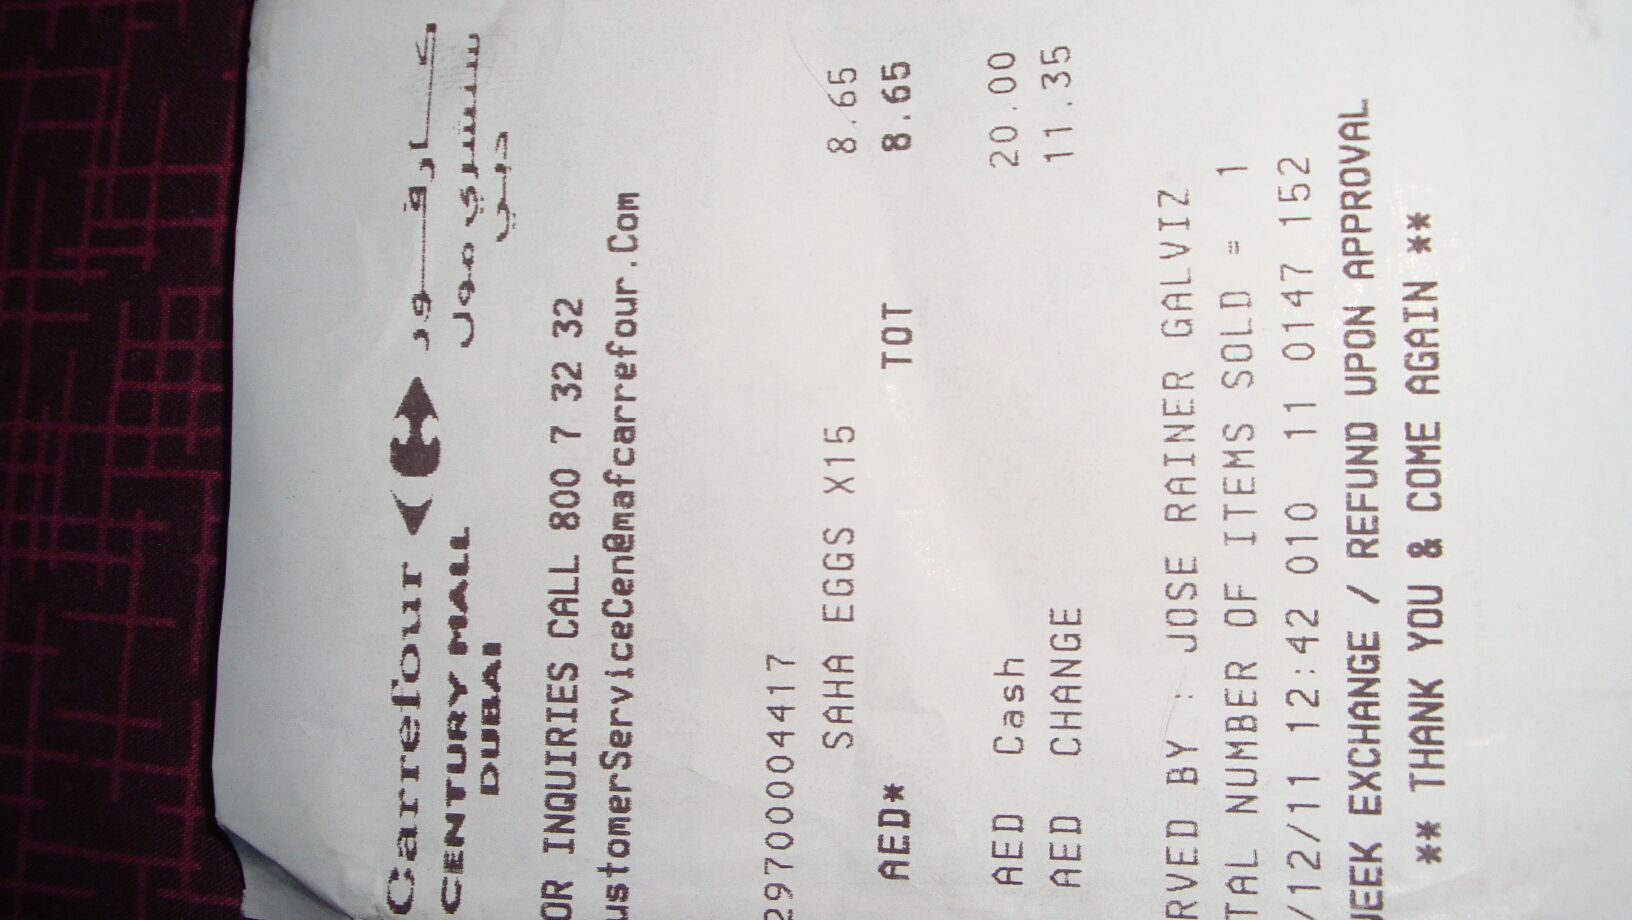 Carrefour كارفور
CENTURY MALL سنشري مول
DUBAI دبي
OR INQUIRIES CALL 800 7 32 32
ustomerServiceCen@mafcarrefour.Com
297000004417
SAHA EGGS X15 8.65
AED* TOT 8.65
AED Cash 20.00
AED CHANGE 11.35
RVED BY : JOSE RAINER GALVIZ
TAL NUMBER OF ITEMS SOLD = 1
/12/11 12:42 010 11 0147 152
WEEK EXCHANGE / REFUND UPON APPROVAL
** THANK YOU & COME AGAIN **